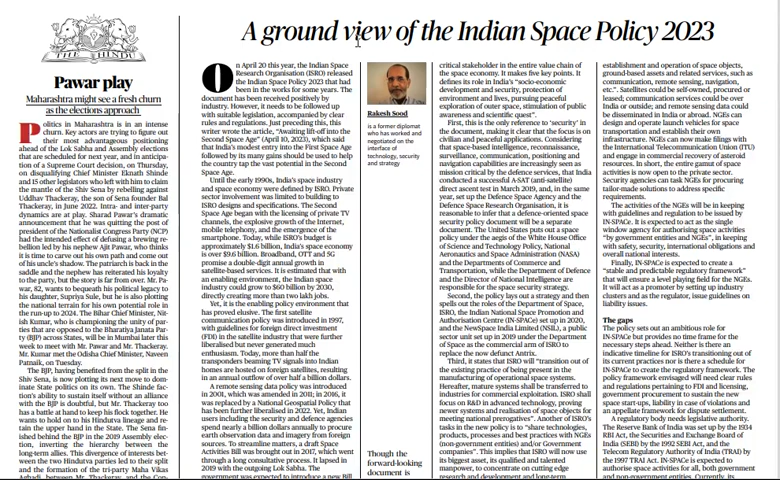 THE HINDU
Pawar play
Maharashtra might see a fresh churn
as the elections approach
Politics in Maharashtra is in an intense
churn. Key actors are trying to figure out
their most advantageous positioning
ahead of the Lok Sabha and Assembly elections
that are scheduled for next year, and in anticipa-
tion of a Supreme Court decision, on Thursday,
on disqualifying Chief Minister Eknath Shinde
and 15 other legislators who left with him to claim
the mantle of the Shiv Sena by rebelling against
Uddhav Thackeray, the son of Sena founder Bal
Thackeray, in June 2022. Intra- and inter-party
dynamics are at play. Sharad Pawar's dramatic
announcement that he was quitting the post of
president of the Nationalist Congress Party (NCP)
had the intended effect of defusing a brewing re-
bellion led by his nephew Ajit Pawar, who thinks
it is time to carve out his own path and come out
of his uncle's shadow. The patriarch is back in the
saddle and the nephew has reiterated his loyalty
to the party, but the story is far from over. Mr. Pa-
war, 82, wants to bequeath his political legacy to
his daughter, Supriya Sule, but he is also plotting
the national terrain for his own potential role in
the run-up to 2024. The Bihar Chief Minister, Nit-
ish Kumar, who is championing the unity of par-
ties that are opposed to the Bharatiya Janata Par-
ty (BJP) across States, will be in Mumbai later this
week to meet with Mr. Pawar and Mr. Thackeray.
Mr. Kumar met the Odisha Chief Minister, Naveen
Patnaik, on Tuesday.
The BJP, having benefited from the split in the
Shiv Sena, is now plotting its next move to domi-
nate State politics on its own. The Shinde fac-
tion's ability to sustain itself without an alliance
with the BJP is doubtful, but Mr. Thackeray too
has a battle at hand to keep his flock together. He
wants to hold on to his Hindutva lineage and re-
tain the upper hand in the State. The Sena fin-
ished behind the BJP in the 2019 Assembly elec-
tion, inverting the hierarchy between the
long-term allies. This divergence of interests bet-
ween the two Hindutva parties led to their split
and the formation of the tri-party Maha Vikas
Aghadi, between Mr. Thackeray, and the Con-
A ground view of the Indian Space Policy 2023
On April 20 this year, the Indian Space
Research Organisation (ISRO) released
the Indian Space Policy 2023 that had
been in the works for some years. The
document has been received positively by
industry. However, it needs to be followed up
with suitable legislation, accompanied by clear
rules and regulations. Just preceding this, this
writer wrote the article, “Awaiting lift-off into the
Second Space Age” (April 10, 2023), which said
that India's modest entry into the First Space Age
followed by its many gains should be used to help
the country tap the vast potential in the Second
Space Age.
Until the early 1990s, India's space industry
and space economy were defined by ISRO. Private
sector involvement was limited to building to
ISRO designs and specifications. The Second
Space Age began with the licensing of private TV
channels, the explosive growth of the Internet,
mobile telephony, and the emergence of the
smartphone. Today, while ISRO's budget is
approximately $1.6 billion, India's space economy
is over $9.6 billion. Broadband, OTT and 5G
promise a double-digit annual growth in
satellite-based services. It is estimated that with
an enabling environment, the Indian space
industry could grow to $60 billion by 2030,
directly creating more than two lakh jobs.
Yet, it is the enabling policy environment that
has proved elusive. The first satellite
communication policy was introduced in 1997,
with guidelines for foreign direct investment
(FDI) in the satellite industry that were further
liberalised but never generated much
enthusiasm. Today, more than half the
transponders beaming TV signals into Indian
homes are hosted on foreign satellites, resulting
in an annual outflow of over half a billion dollars.
A remote sensing data policy was introduced
in 2001, which was amended in 2011; in 2016, it
was replaced by a National Geospatial Policy that
has been further liberalised in 2022. Yet, Indian
users including the security and defence agencies
spend nearly a billion dollars annually to procure
earth observation data and imagery from foreign
sources. To streamline matters, a draft Space
Activities Bill was brought out in 2017, which went
through a long consultative process. It lapsed in
2019 with the outgoing Lok Sabha. The
government was expected to introduce a new Bill
Rakesh Sood
is a former diplomat
who has worked and
negotiated on the
interface of
technology, security
and strategy
Though the
forward-looking
document is
critical stakeholder in the entire value chain of
the space economy. It makes five key points. It
defines its role in India's “socio-economic
development and security, protection of
environment and lives, pursuing peaceful
exploration of outer space, stimulation of public
awareness and scientific quest”.
First, this is the only reference to ‘security’ in
the document, making it clear that the focus is on
civilian and peaceful applications. Considering
that space-based intelligence, reconnaissance,
surveillance, communication, positioning and
navigation capabilities are increasingly seen as
mission critical by the defence services, that India
conducted a successful A-SAT (anti-satellite)
direct ascent test in March 2019, and, in the same
year, set up the Defence Space Agency and the
Defence Space Research Organisation, it is
reasonable to infer that a defence-oriented space
security policy document will be a separate
document. The United States puts out a space
policy under the aegis of the White House Office
of Science and Technology Policy, National
Aeronautics and Space Administration (NASA)
and the Departments of Commerce and
Transportation, while the Department of Defence
and the Director of National Intelligence are
responsible for the space security strategy.
Second, the policy lays out a strategy and then
spells out the roles of the Department of Space,
ISRO, the Indian National Space Promotion and
Authorisation Centre (IN-SPACe) set up in 2020,
and the NewSpace India Limited (NSIL), a public
sector unit set up in 2019 under the Department
of Space as the commercial arm of ISRO to
replace the now defunct Antrix.
Third, it states that ISRO will “transition out of
the existing practice of being present in the
manufacturing of operational space systems.
Hereafter, mature systems shall be transferred to
industries for commercial exploitation. ISRO shall
focus on R&D in advanced technology, proving
newer systems and realisation of space objects for
meeting national prerogatives”. Another of ISRO's
tasks in the new policy is to “share technologies,
products, processes and best practices with NGEs
(non-government entities) and/or Government
companies”. This implies that ISRO will now use
its biggest asset, its qualified and talented
manpower, to concentrate on cutting edge
research and development and on long-term
establishment and operation of space objects,
ground-based assets and related services, such as
communication, remote sensing, navigation,
etc.”. Satellites could be self-owned, procured or
leased; communication services could be over
India or outside; and remote sensing data could
be disseminated in India or abroad. NGEs can
design and operate launch vehicles for space
transportation and establish their own
infrastructure. NGEs can now make filings with
the International Telecommunication Union (ITU)
and engage in commercial recovery of asteroid
resources. In short, the entire gamut of space
activities is now open to the private sector.
Security agencies can task NGEs for procuring
tailor-made solutions to address specific
requirements.
The activities of the NGEs will be in keeping
with guidelines and regulation to be issued by
IN-SPACe. It is expected to act as the single
window agency for authorising space activities
“by government entities and NGEs”, in keeping
with safety, security, international obligations and
overall national interests.
Finally, IN-SPACe is expected to create a
“stable and predictable regulatory framework”
that will ensure a level playing field for the NGEs.
It will act as a promoter by setting up industry
clusters and as the regulator, issue guidelines on
liability issues.
The gaps
The policy sets out an ambitious role for
IN-SPACe but provides no time frame for the
necessary steps ahead. Neither is there an
indicative timeline for ISRO's transitioning out of
its current practices nor is there a schedule for
IN-SPACe to create the regulatory framework. The
policy framework envisaged will need clear rules
and regulations pertaining to FDI and licensing,
government procurement to sustain the new
space start-ups, liability in case of violations and
an appellate framework for dispute settlement.
A regulatory body needs legislative authority.
The Reserve Bank of India was set up by the 1934
RBI Act, the Securities and Exchange Board of
India (SEBI) by the 1992 SEBI Act, and the
Telecom Regulatory Authority of India (TRAI) by
the 1997 TRAI Act. IN-SPACe is expected to
authorise space activities for all, both government
and non-government entities. Currently, its